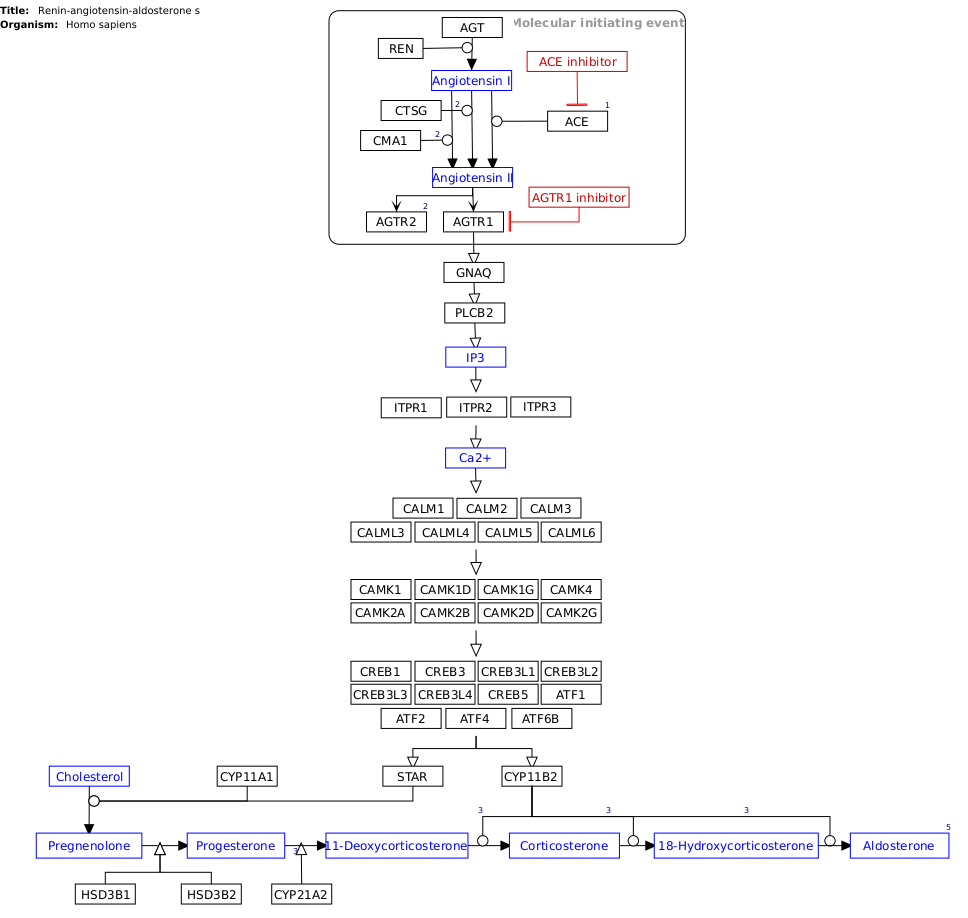 Title: Renin-angiotensin-aldosterone s
Organism: Homo sapiens
Molecular initiating event
AGT
REN
ACE inhibitor
Angiotensin I
CTSG
2
1
ACE
CMA1
2
Angiotensin II
AGTR1 inhibitor
AGTR2
2
AGTR1
GNAQ
PLCB2
IP3
ITPR1 ITPR2 ITPR3
Ca2+
CALM1 CALM2 CALM3
CALML3 CALML4 CALML5 CALML6
CAMK1 CAMK1D CAMK1G CAMK4
CAMK2A CAMK2B CAMK2D CAMK2G
CREB1 CREB3 CREB3L1 CREB3L2
CREB3L3 CREB3L4 CREB5 ATF1
ATF2 ATF4 ATF6B
Cholesterol CYP11A1 STAR CYP11B2
3 3 3
5
Pregnenolone Progesterone 3 11-Deoxycorticosterone Corticosterone 18-Hydroxycorticosterone Aldosterone
HSD3B1 HSD3B2 CYP21A2